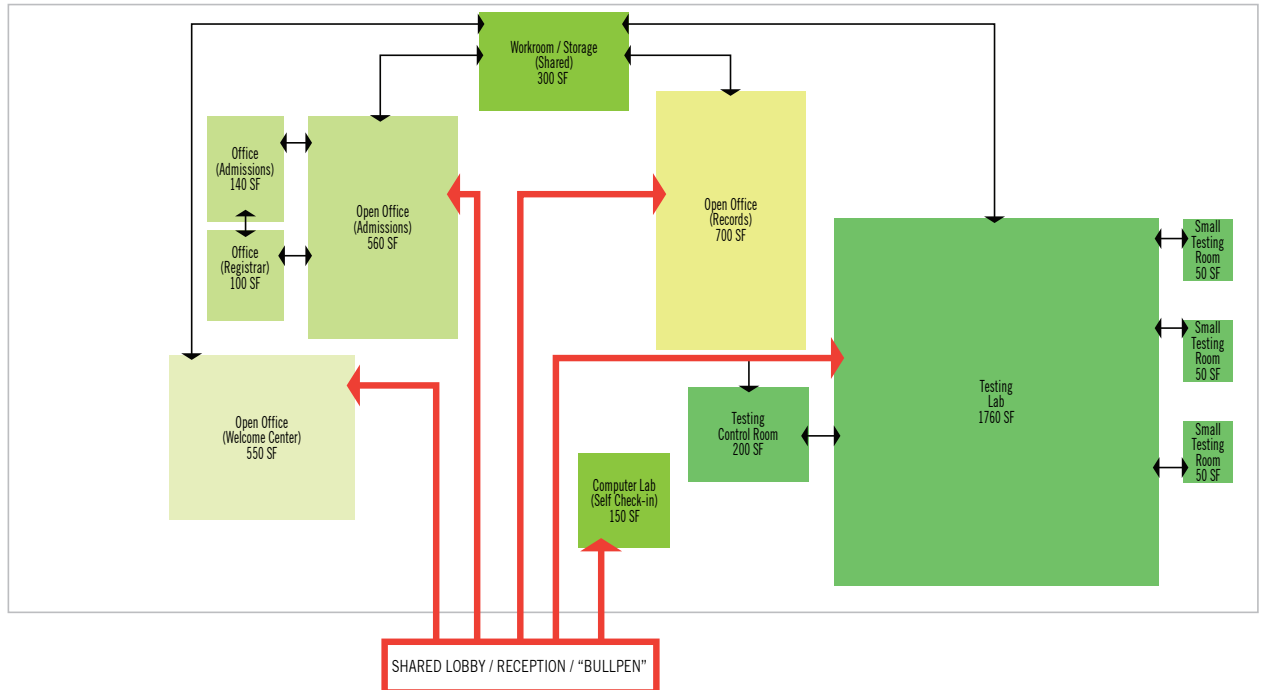 Workroom / Storage
(Shared)
300 SF
Office
(Admissions)
140 SF
Open Office
(Admissions)
560 SF
Open Office
(Records)
700 SF
Office
(Registrar)
100 SF
Small
Testing
Room
50 SF
Small
Testing
Room
50 SF
Small
Testing
Room
50 SF
Testing
Lab
1760 SF
Open Office
(Welcome Center)
550 SF
Testing
Control Room
200 SF
Computer Lab
(Self Check-in)
150 SF
SHARED LOBBY / RECEPTION / “BULLPEN”